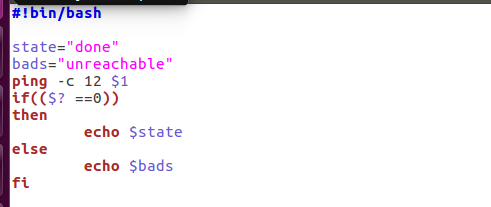 #!bin/bash
state="done"
bads="unreachable"
ping -c 12 $1
if(($? ==0))
then
echo $state
else
echo $bads
fi